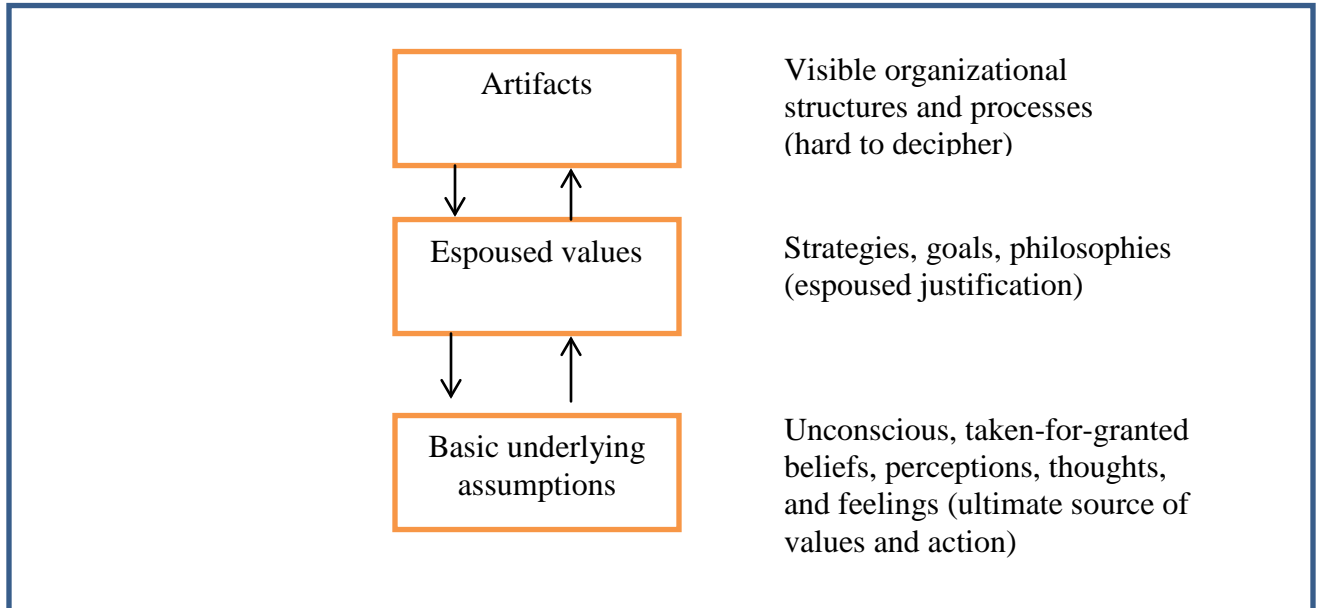 Artifacts
Visible organizational
structures and processes
(hard to decipher)
Espoused values
Strategies, goals, philosophies
(espoused justification)
Basic underlying
assumptions
Unconscious, taken-for-granted
beliefs, perceptions, thoughts,
and feelings (ultimate source of
values and action)